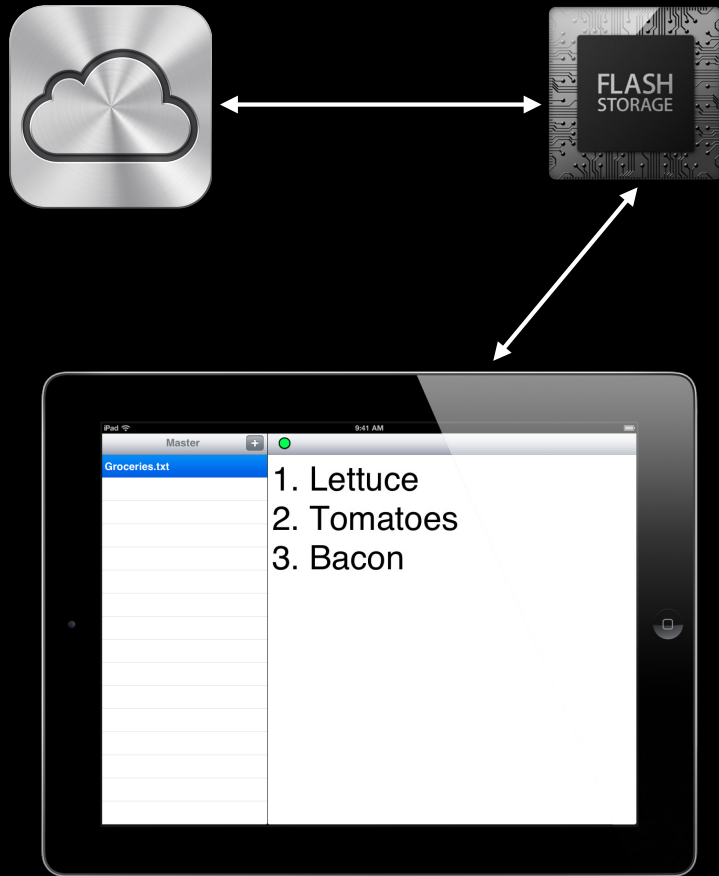 FLASH
STORAGE
iPad 9:41 AM
Master +
Groceries.txt
1. Lettuce
2. Tomatoes
3. Bacon